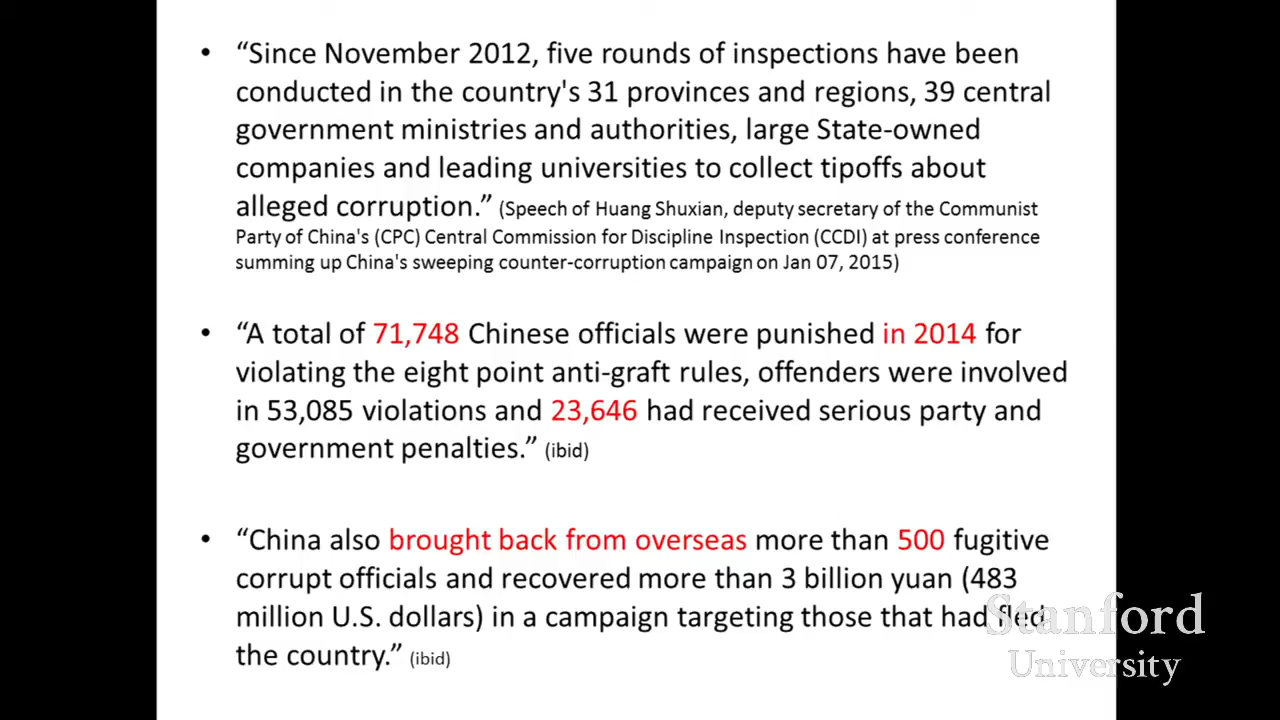 • “Since November 2012, five rounds of inspections have been
conducted in the country's 31 provinces and regions, 39 central
government ministries and authorities, large State-owned
companies and leading universities to collect tipoffs about
alleged corruption.” (Speech of Huang Shuxian, deputy secretary of the Communist
Party of China's (CPC) Central Commission for Discipline Inspection (CCDI) at press conference
summing up China's sweeping counter-corruption campaign on Jan 07, 2015)
• “A total of 71,748 Chinese officials were punished in 2014 for
violating the eight point anti-graft rules, offenders were involved
in 53,085 violations and 23,646 had received serious party and
government penalties.” (ibid)
• “China also brought back from overseas more than 500 fugitive
corrupt officials and recovered more than 3 billion yuan (483
million U.S. dollars) in a campaign targeting those that had fled
the country.” (ibid)
Stanford
University